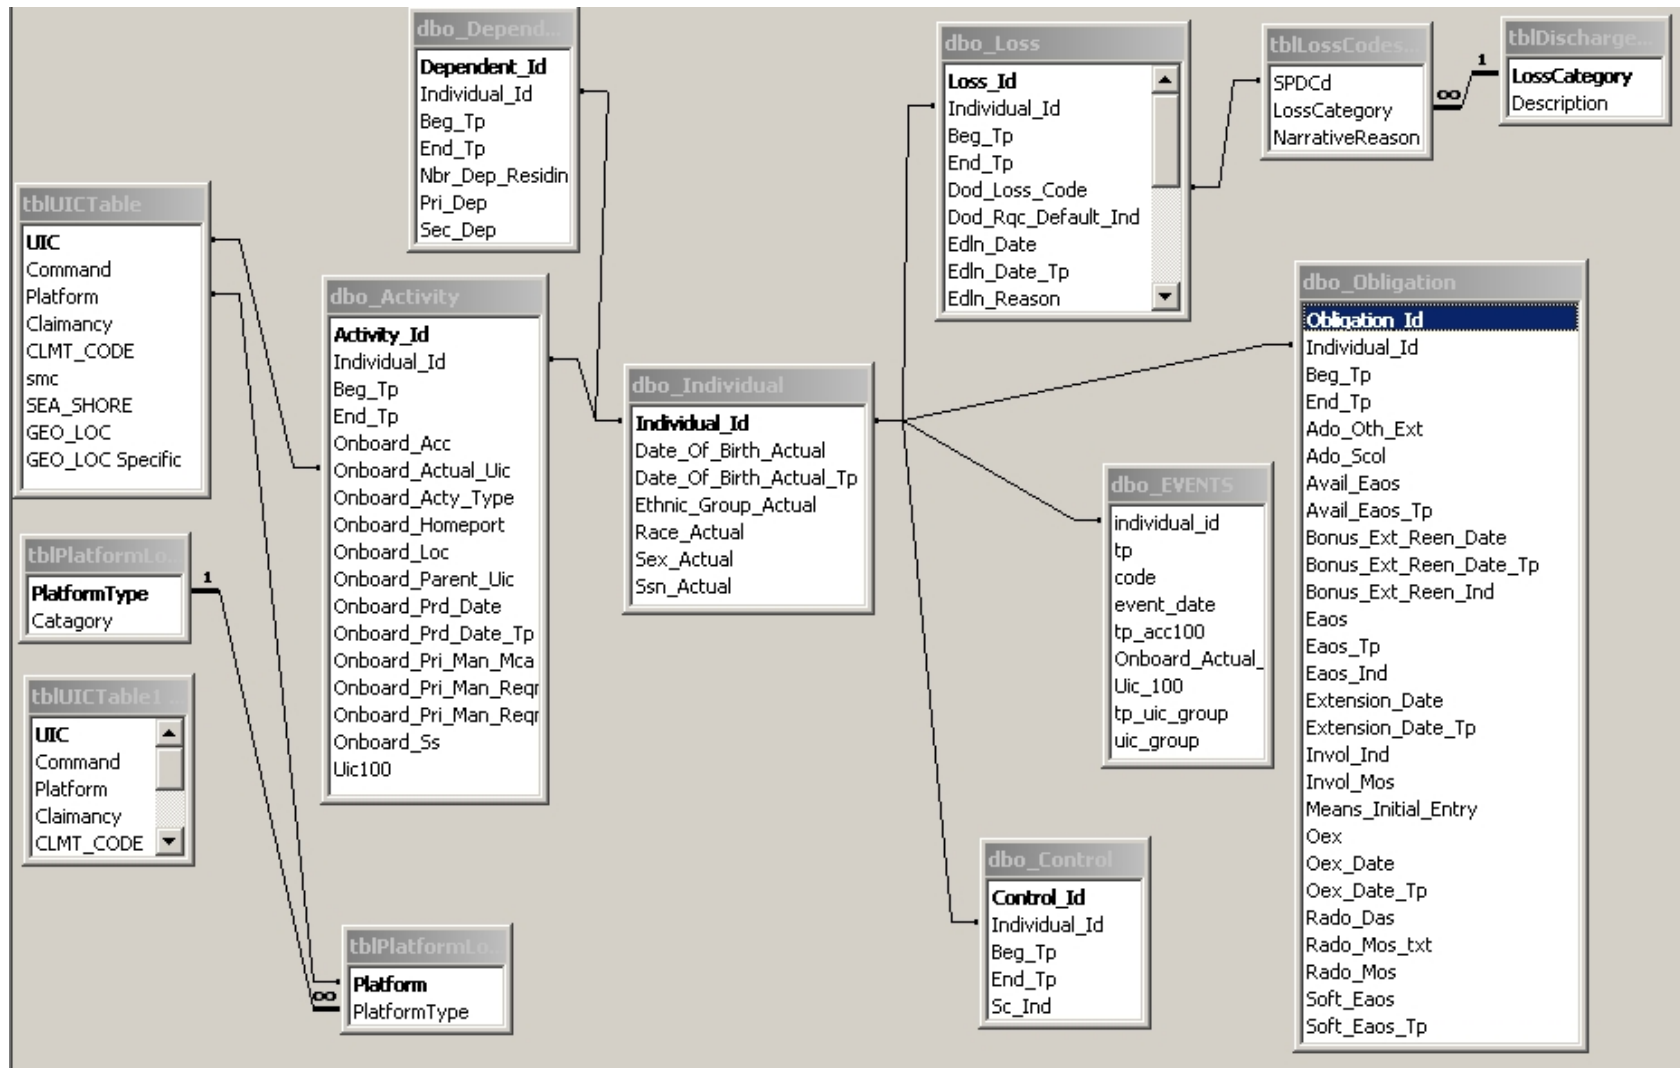 dbo_Depend...
Dependent_Id
Individual_Id
Beg_Tp
End_Tp
Nbr_Dep_Residin
Pri_Dep
Sec_Dep
dbo_Loss
Loss_Id
Individual_Id
Beg_Tp
End_Tp
Dod_Loss_Code
Dod_Rqc_Default_Ind
Edln_Date
Edln_Date_Tp
Edln_Reason
tblLossCodes...
SPDCd
LossCategory
NarrativeReason
∞
1
tblDischarge...
LossCategory
Description
tblUICTable
UIC
Command
Platform
Claimancy
CLMT_CODE
smc
SEA_SHORE
GEO_LOC
GEO_LOC Specific
dbo_Activity
Activity_Id
Individual_Id
Beg_Tp
End_Tp
Onboard_Acc
Onboard_Actual_Uic
Onboard_Acty_Type
Onboard_Homeport
Onboard_Loc
Onboard_Parent_Uic
Onboard_Prd_Date
Onboard_Prd_Date_Tp
Onboard_Pri_Man_Mca
Onboard_Pri_Man_Reqr
Onboard_Pri_Man_Reqr
Onboard_Ss
Uic100
dbo_Individual
Individual_Id
Date_Of_Birth_Actual
Date_Of_Birth_Actual_Tp
Ethnic_Group_Actual
Race_Actual
Sex_Actual
Ssn_Actual
dbo_Obligation
Obligation_Id
Individual_Id
Beg_Tp
End_Tp
Ado_Oth_Ext
Ado_Scol
Avail_Eaos
Avail_Eaos_Tp
Bonus_Ext_Reen_Date
Bonus_Ext_Reen_Date_Tp
Bonus_Ext_Reen_Ind
Eaos
Eaos_Tp
Eaos_Ind
Extension_Date
Extension_Date_Tp
Invol_Ind
Invol_Mos
Means_Initial_Entry
Oex
Oex_Date
Oex_Date_Tp
Rado_Das
Rado_Mos_txt
Rado_Mos
Soft_Eaos
Soft_Eaos_Tp
dbo_EVENTS
individual_id
tp
code
event_date
tp_acc100
Onboard_Actual_
Uic_100
tp_uic_group
uic_group
tblPlatformLo...
PlatformType
Catagory
1
tblUICTable1...
UIC
Command
Platform
Claimancy
CLMT_CODE
dbo_Control
Control_Id
Individual_Id
Beg_Tp
End_Tp
Sc_Ind
tblPlatformLo...
Platform
PlatformType
∞